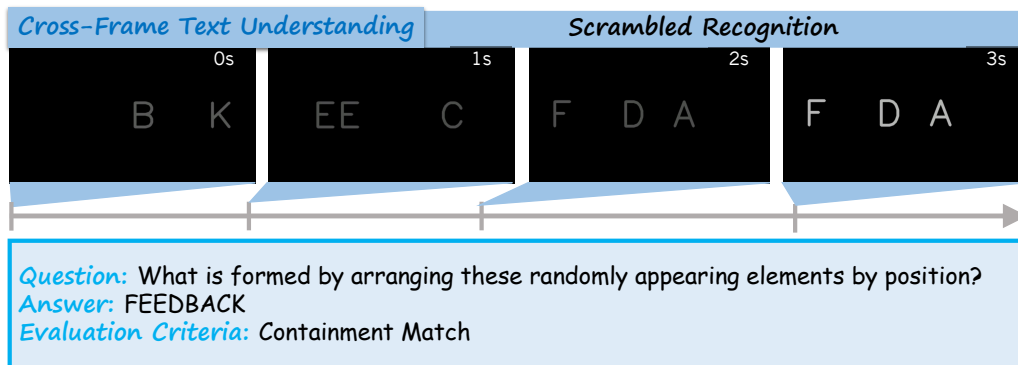 Cross-Frame Text Understanding Scrambled Recognition
0s 1s 2s 3s
B K EE C F D A F D A
Question: What is formed by arranging these randomly appearing elements by position?
Answer: FEEDBACK
Evaluation Criteria: Containment Match